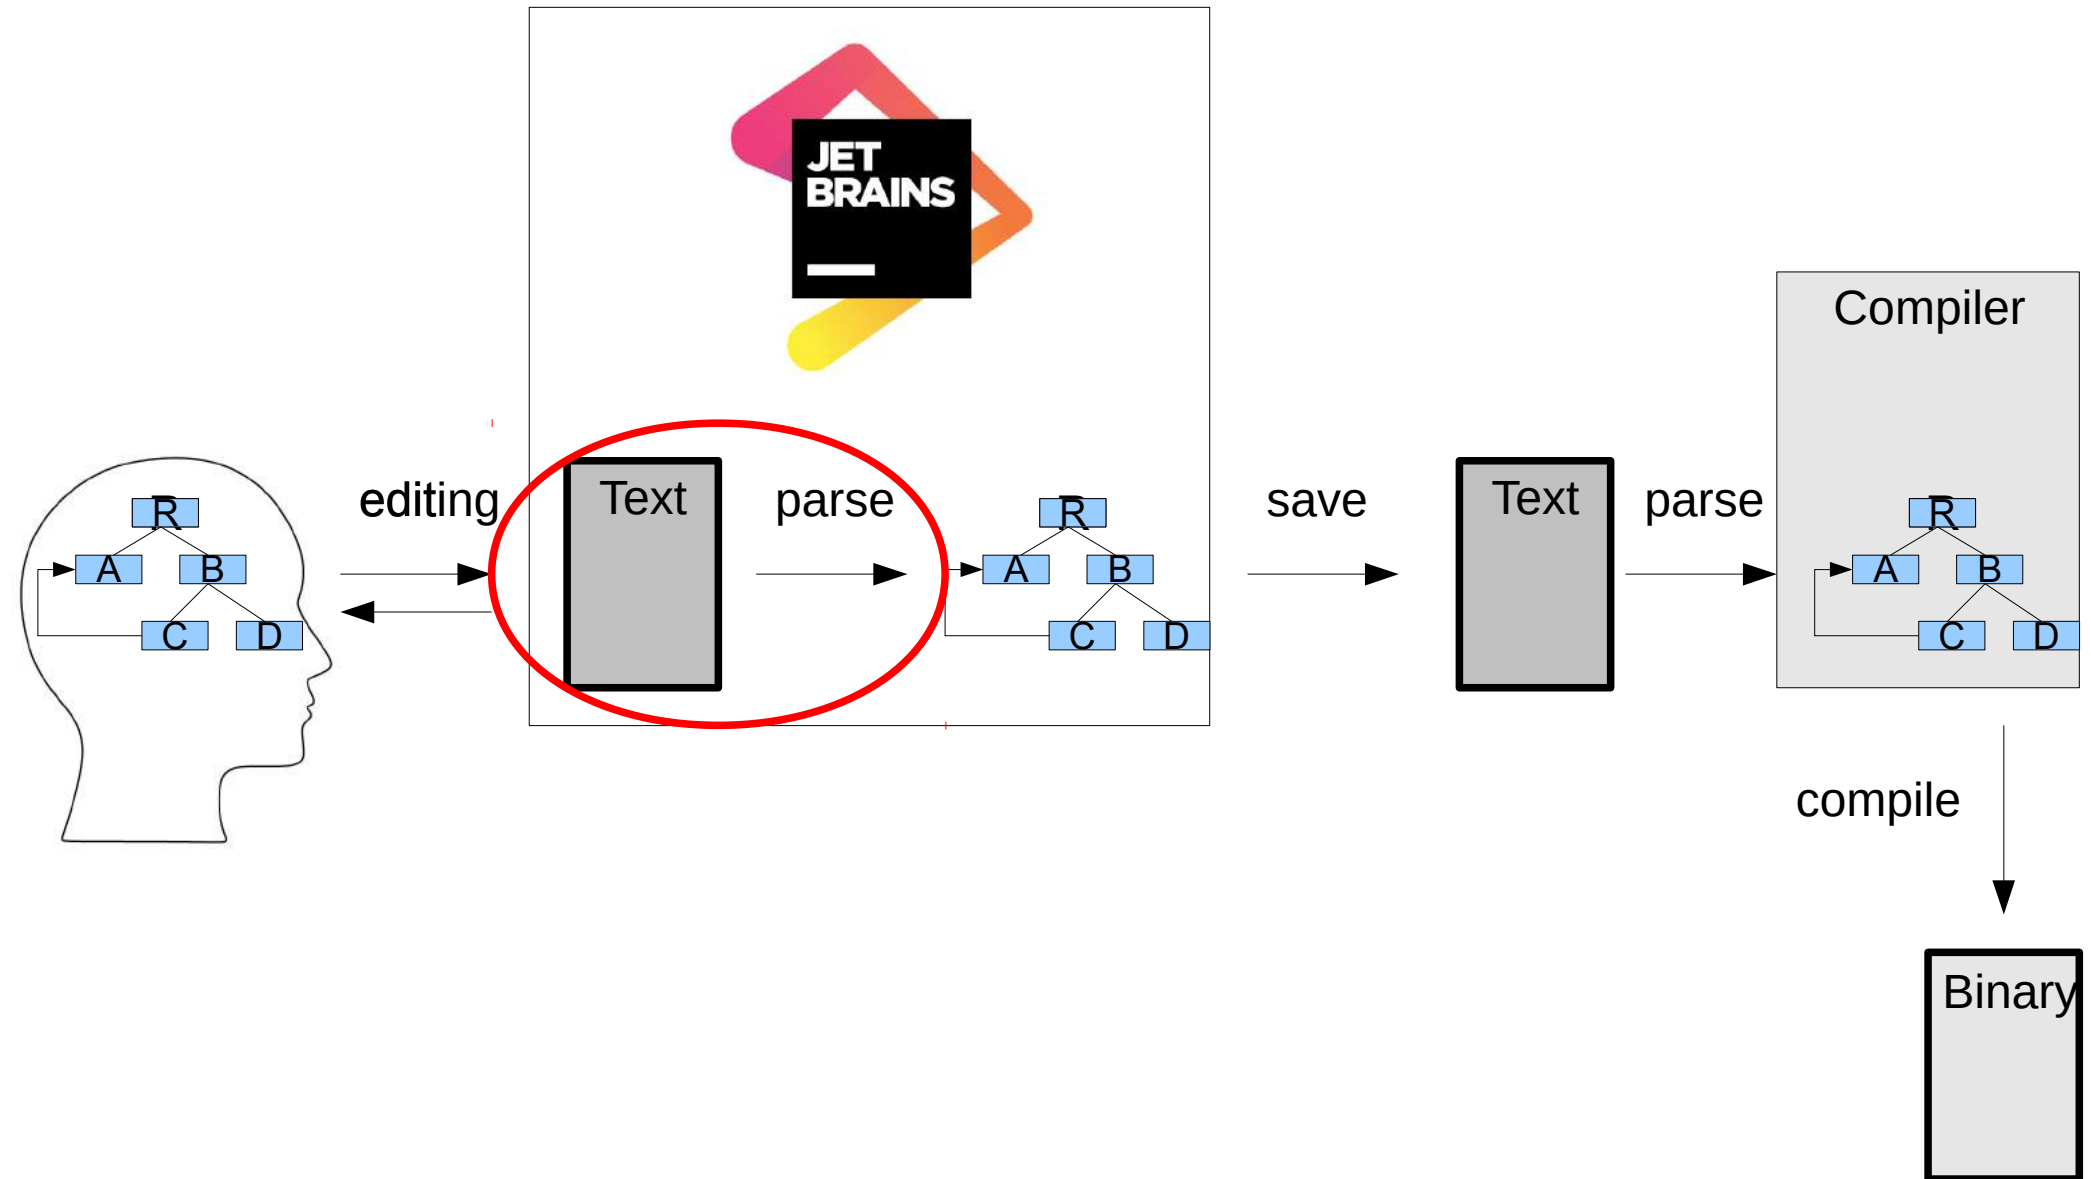 JET
BRAINS
Compiler
editing
Text
parse
save
Text
parse
R
A
B
C
D
R
A
B
C
D
R
A
B
C
D
compile
Binary